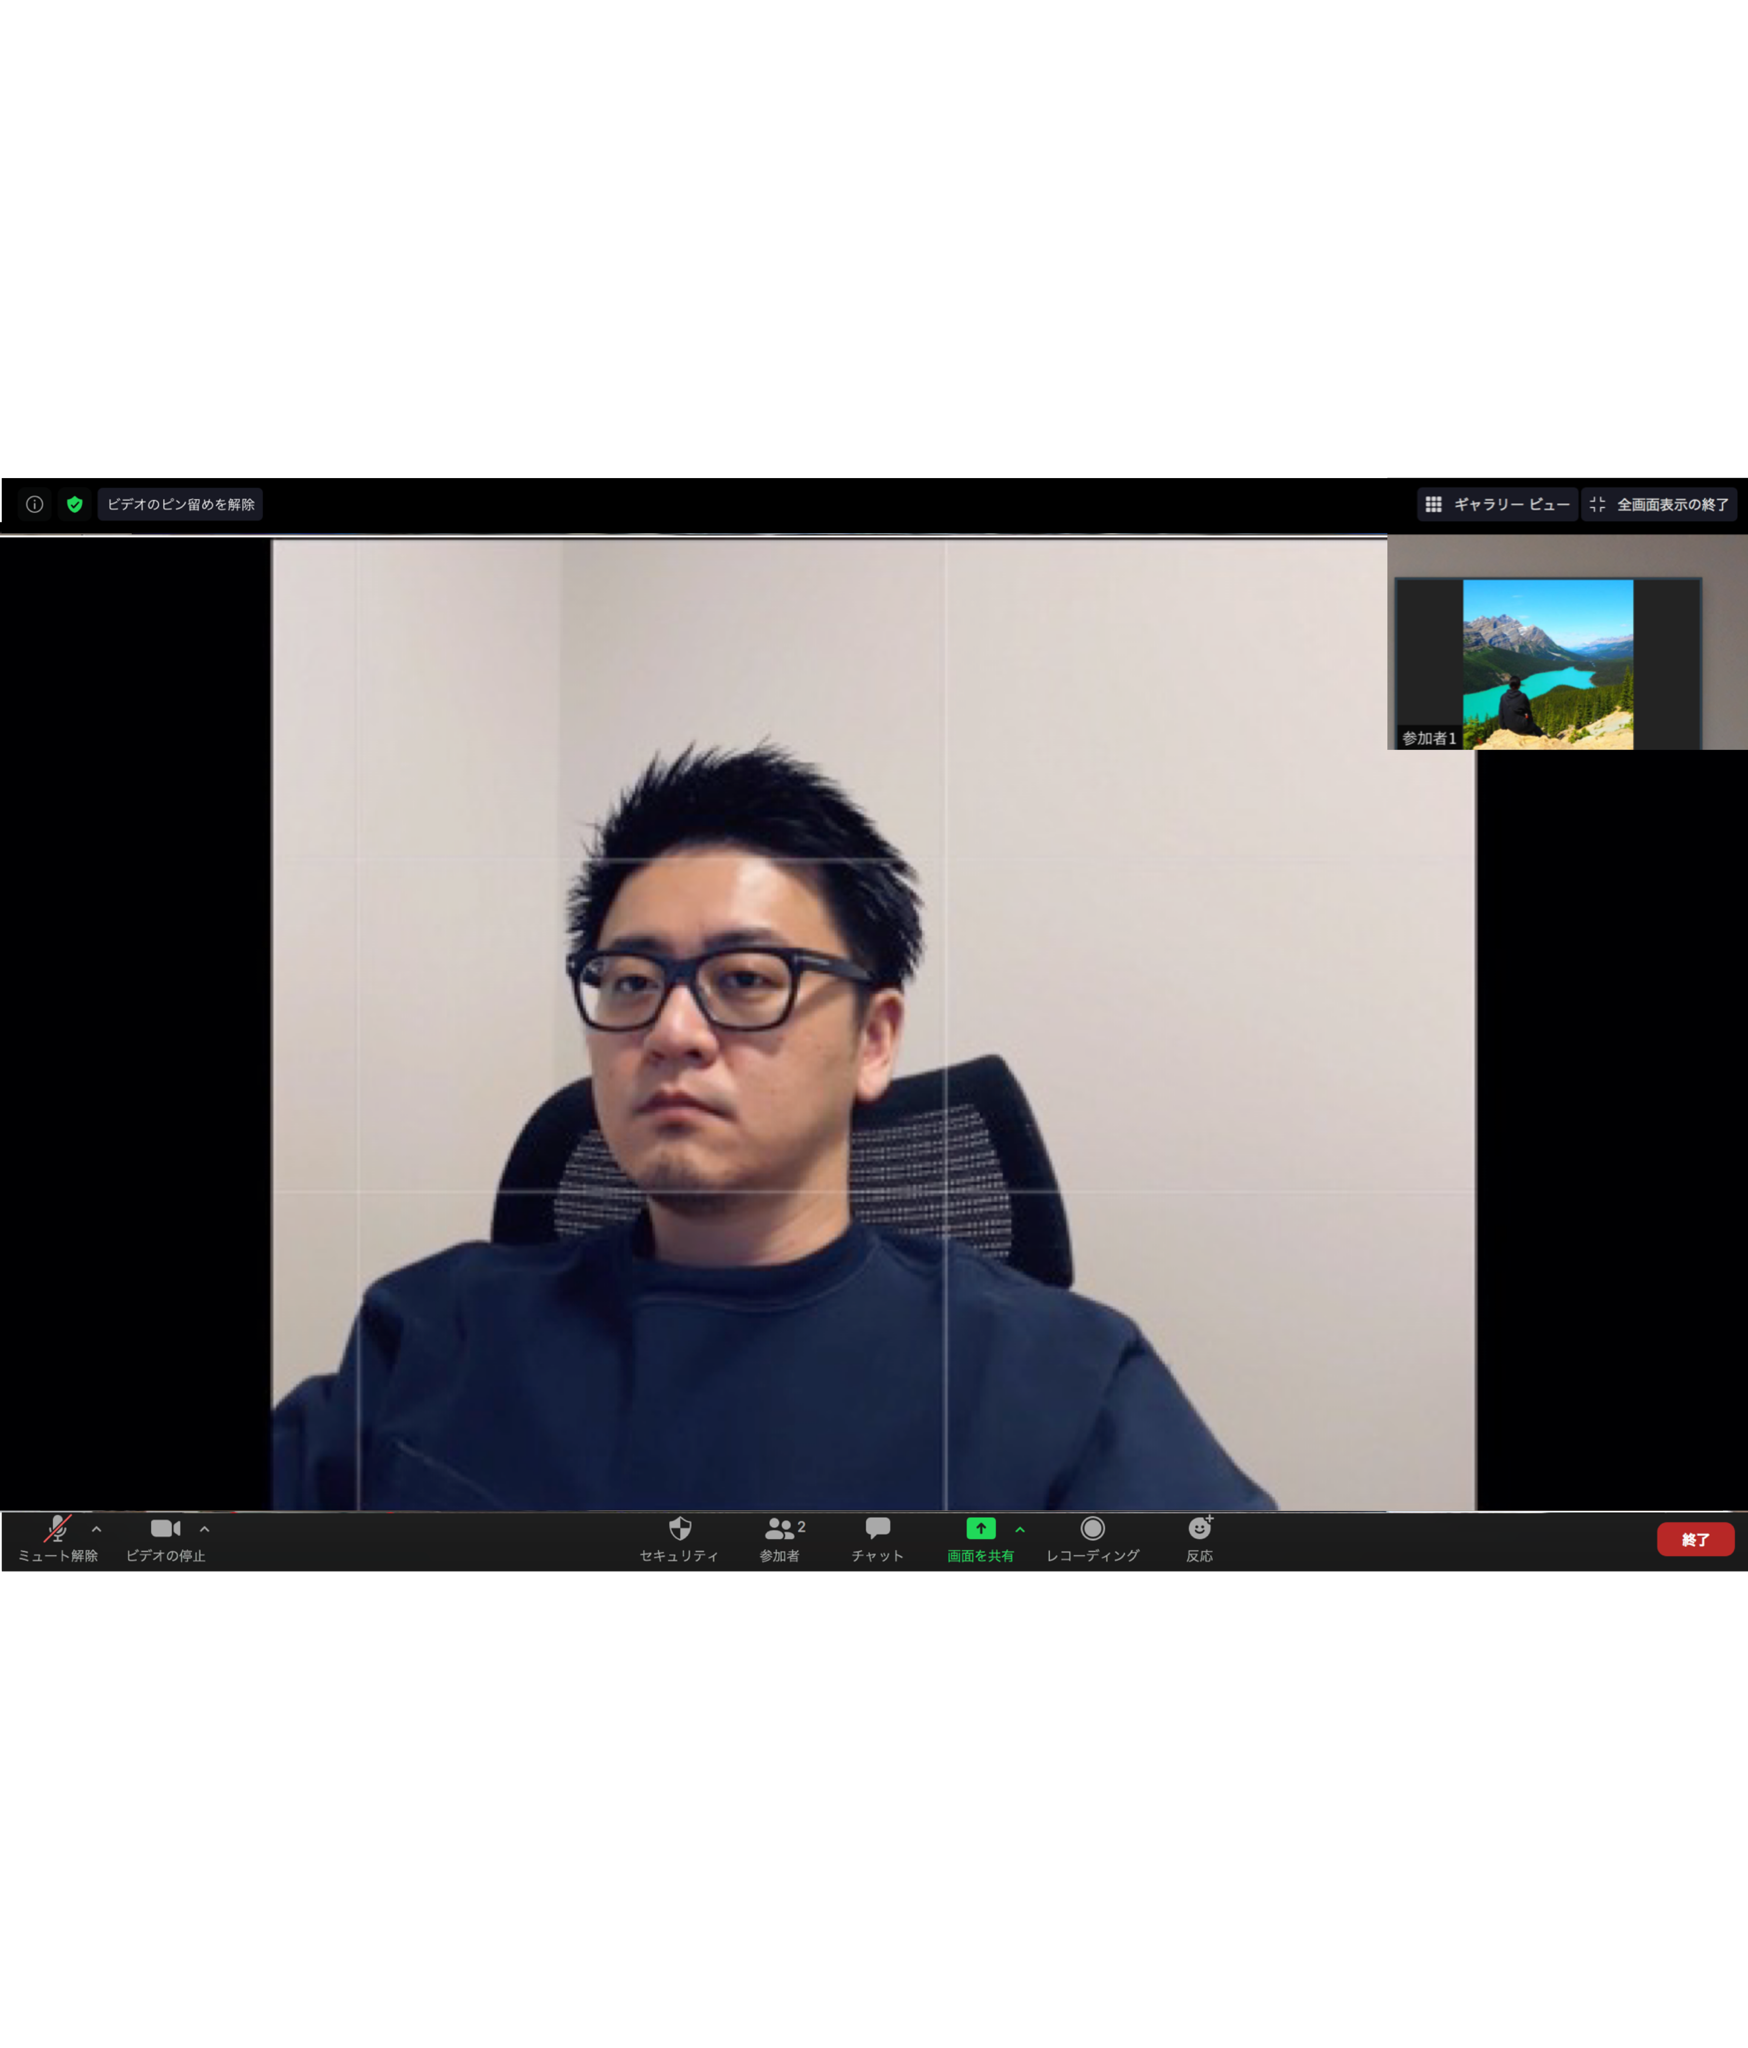 ビデオのピン留めを解除
ギャラリー ビュー
全画面表示の終了
参加者1
ミュート解除
ビデオの停止
セキュリティ
参加者
2
チャット
画面を共有
レコーディング
反応
終了